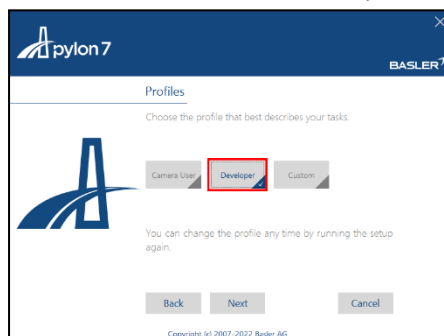 pylon 7
BASLER
Profiles
Choose the profile that best describes your tasks.
Camera User
Developer
Custom
You can change the profile any time by running the setup
again.
Back
Next
Cancel
Copyright (c) 2007-2022 Basler AG